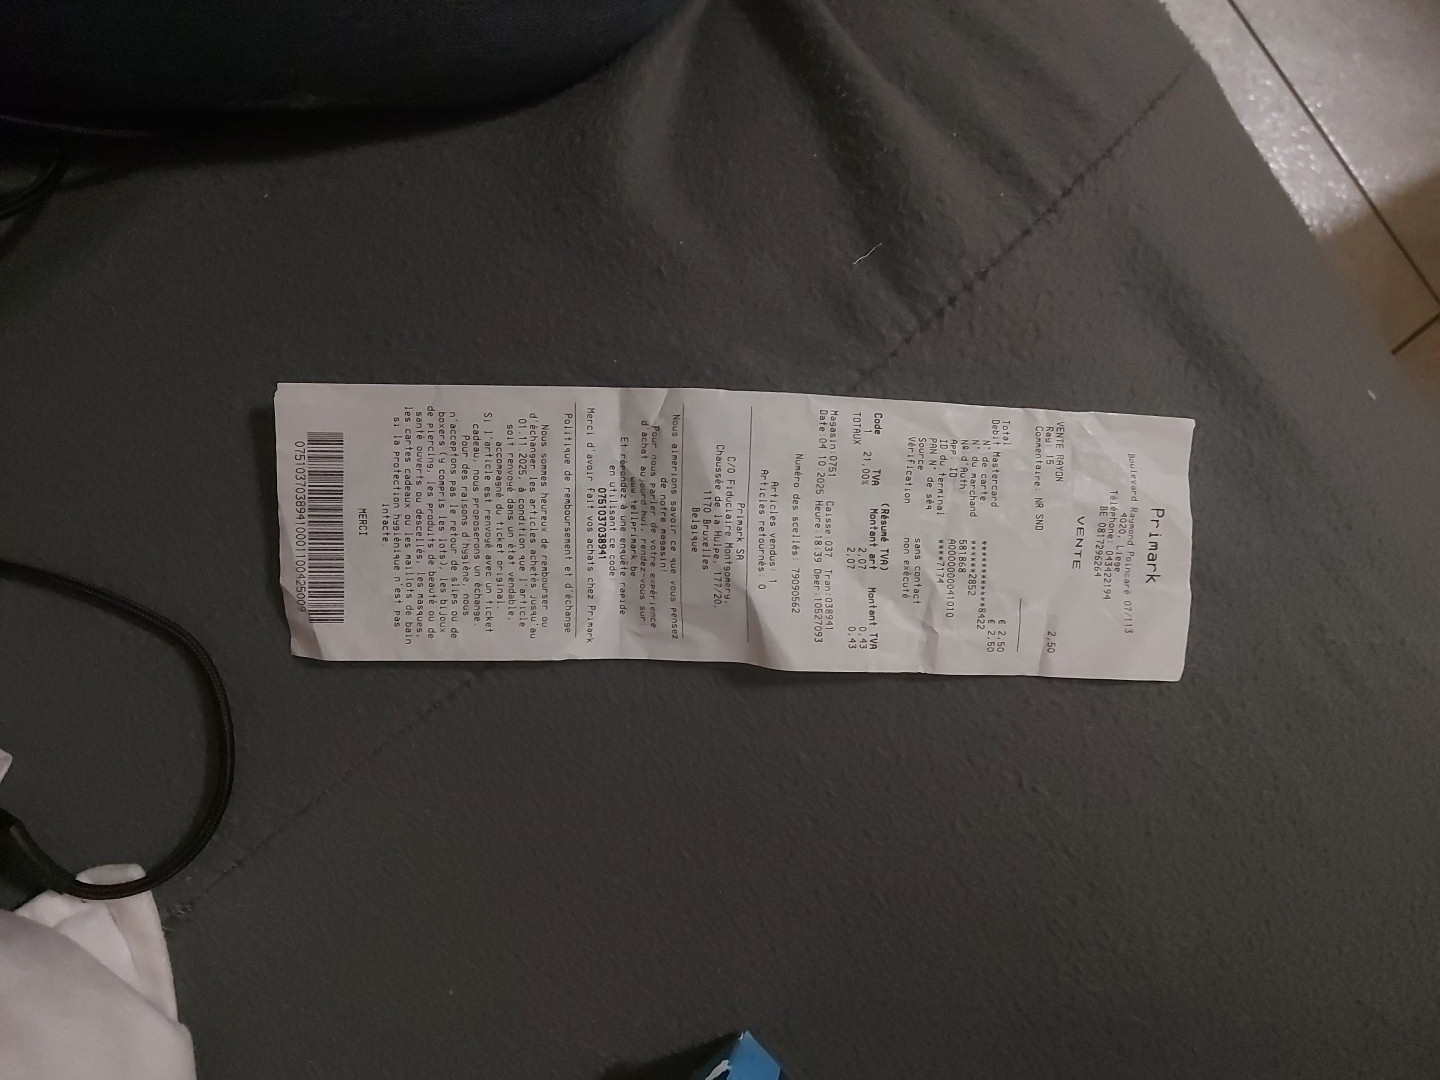 Primark
Boulevard Raymond Poincaré 07/113
4020, Liege
Téléphone: 043422194
BE 0817296264
VENTE
VENTE RAYON 2,50
Ray 15
Commentaire: NR SND
Total € 2,50
Debit Mastercard € 2,50
N° de carte ************8422
N° du marchand ******2852
N° d'Auth 581868
App. ID A0000000041010
ID du terminal ****7174
PAN N° de séq
Source sans contact
Vérification non exécuté
(Résumé TVA)
Code TVA Montant art Montant TVA
1 21,00% 2,07 0,43
TOTAUX 2,07 0,43
Magasin:0751 Caisse:037 Tran:038941
Date:04 10 2025 Heure 18:39 Oper:10527093
Numéro des scellés: 79090562
Articles vendus: 1
Articles retournés: 0
Primark SA
C/O Fiduciaire Montgomery,
Chaussée de la Hulpe, 177/20.
1170 Bruxelles
Belgique
Nous aimerions savoir ce que vous pensez
de notre magasin!
Pour nous parler de votre expérience
d'achat aujourd'hui, rendez-vous sur:
www.tellprimark.be
Et répondez à une enquête rapide
en utilisant ce code:
075103703894
Merci d'avoir fait vos achats chez Primark
Politique de remboursement et d'échange
Nous sommes heureux de rembourser ou
d'échanger les articles achetés jusqu'au
01.11.2025, à condition que l'article
soit renvoyé dans un état vendable,
accompagné du ticket original.
Si l'article est renvoyé avec un ticket
cadeau, nous proposerons un échange.
Pour des raisons d'hygiène, nous
n'acceptons pas le retour de slips ou de
boxers (y compris les lots), les bijoux
de piercing, les produits de beauté ou de
santé ouverts ou descellés, les masques,
les cartes cadeaux ou les maillots de bain
si la protection hygiénique n'est pas
intacte.
MERCI
075103703894100011004250​09